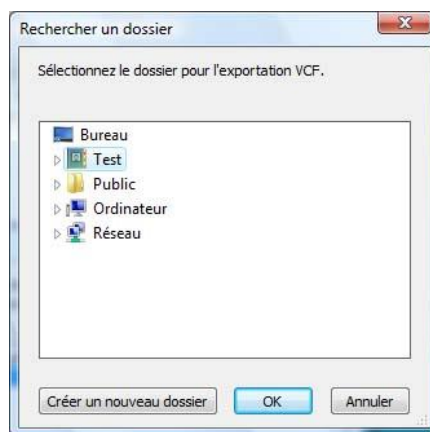 Rechercher un dossier
Sélectionnez le dossier pour l'exportation VCF.
Bureau
Test
Public
Ordinateur
Réseau
Créer un nouveau dossier OK Annuler